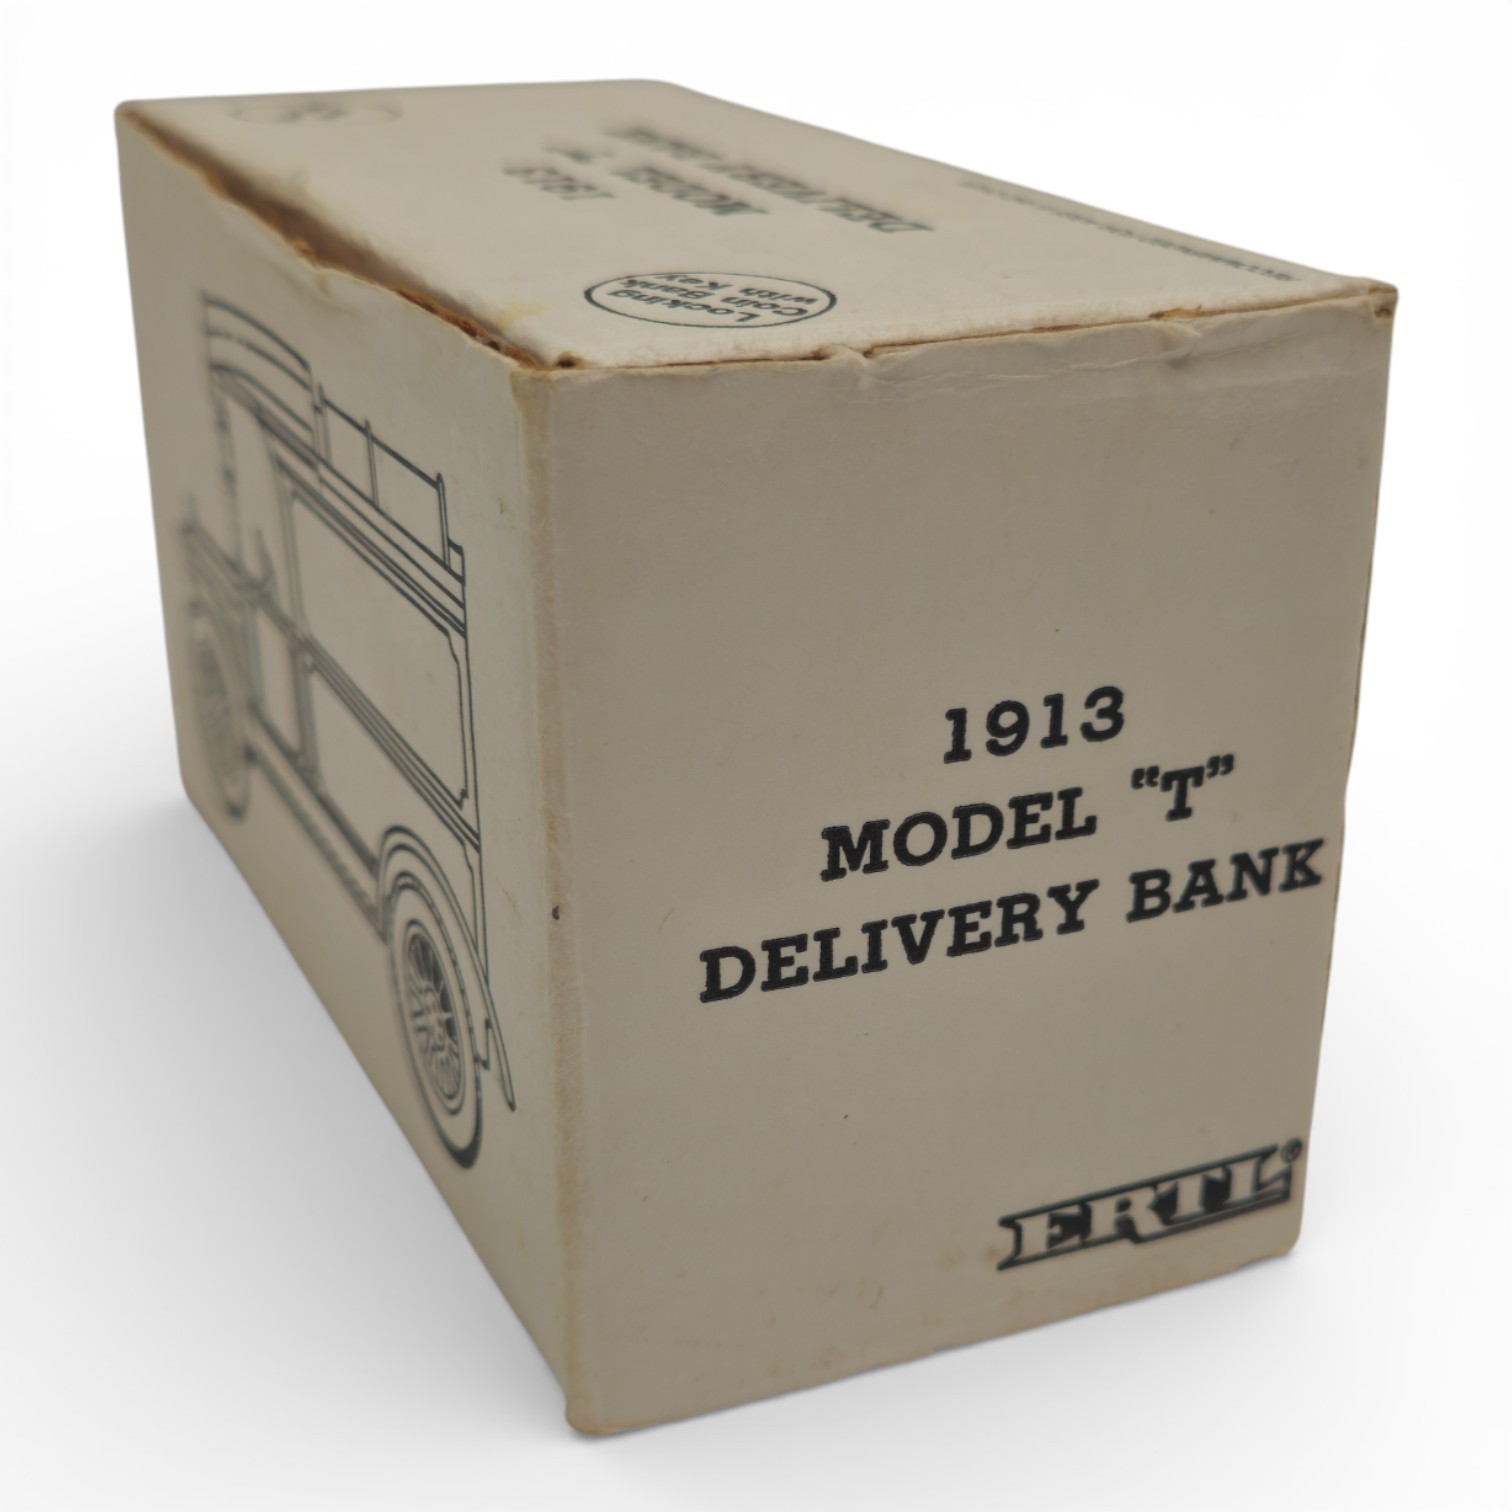 1913
MODEL "T"
DELIVERY BANK
Locking
Coin Bank
with Key
1913
MODEL “T”
DELIVERY BANK
ERTL®